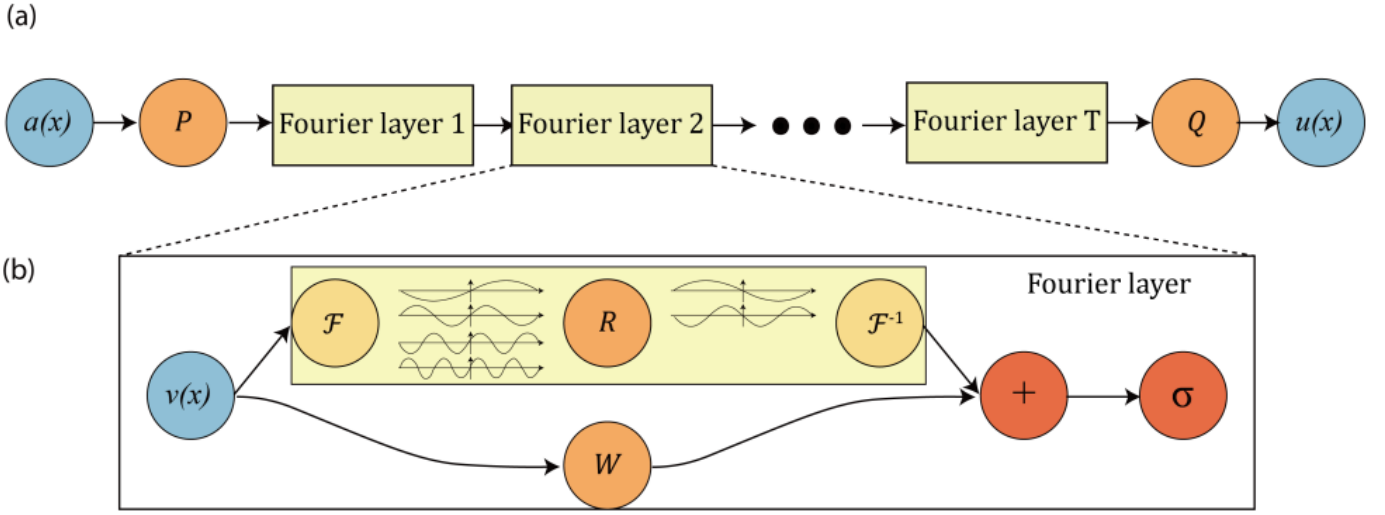 (a)
a(x) P Fourier layer 1 Fourier layer 2 Fourier layer T Q u(x)
(b)
Fourier layer
ℱ R ℱ⁻¹
v(x) + σ
W